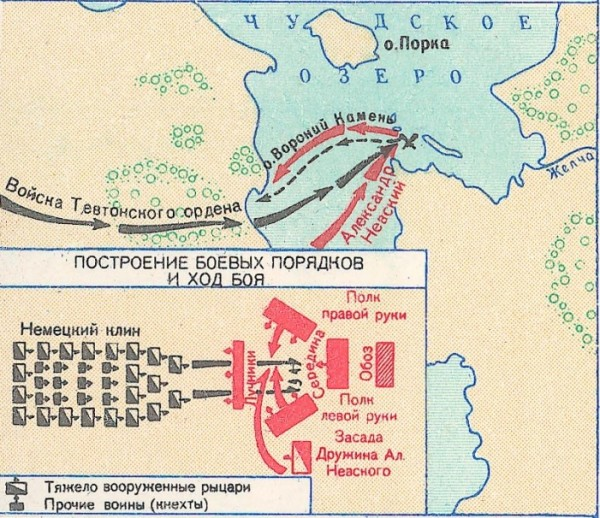 ЧУДСКОЕ
ОЗЕРО
о.Порка
о.Вороний Камень
Желча
Войска Тевтонского ордена
Александр
Невский
ПОСТРОЕНИЕ БОЕВЫХ ПОРЯДКОВ
И ХОД БОЯ
Немецкий клин
Полк
правой руки
Лучники
Середина
Обоз
Полк
левой руки
Засада
Дружина Ал.
Невского
Тяжело вооруженные рыцари
Прочие воины (кнехты)